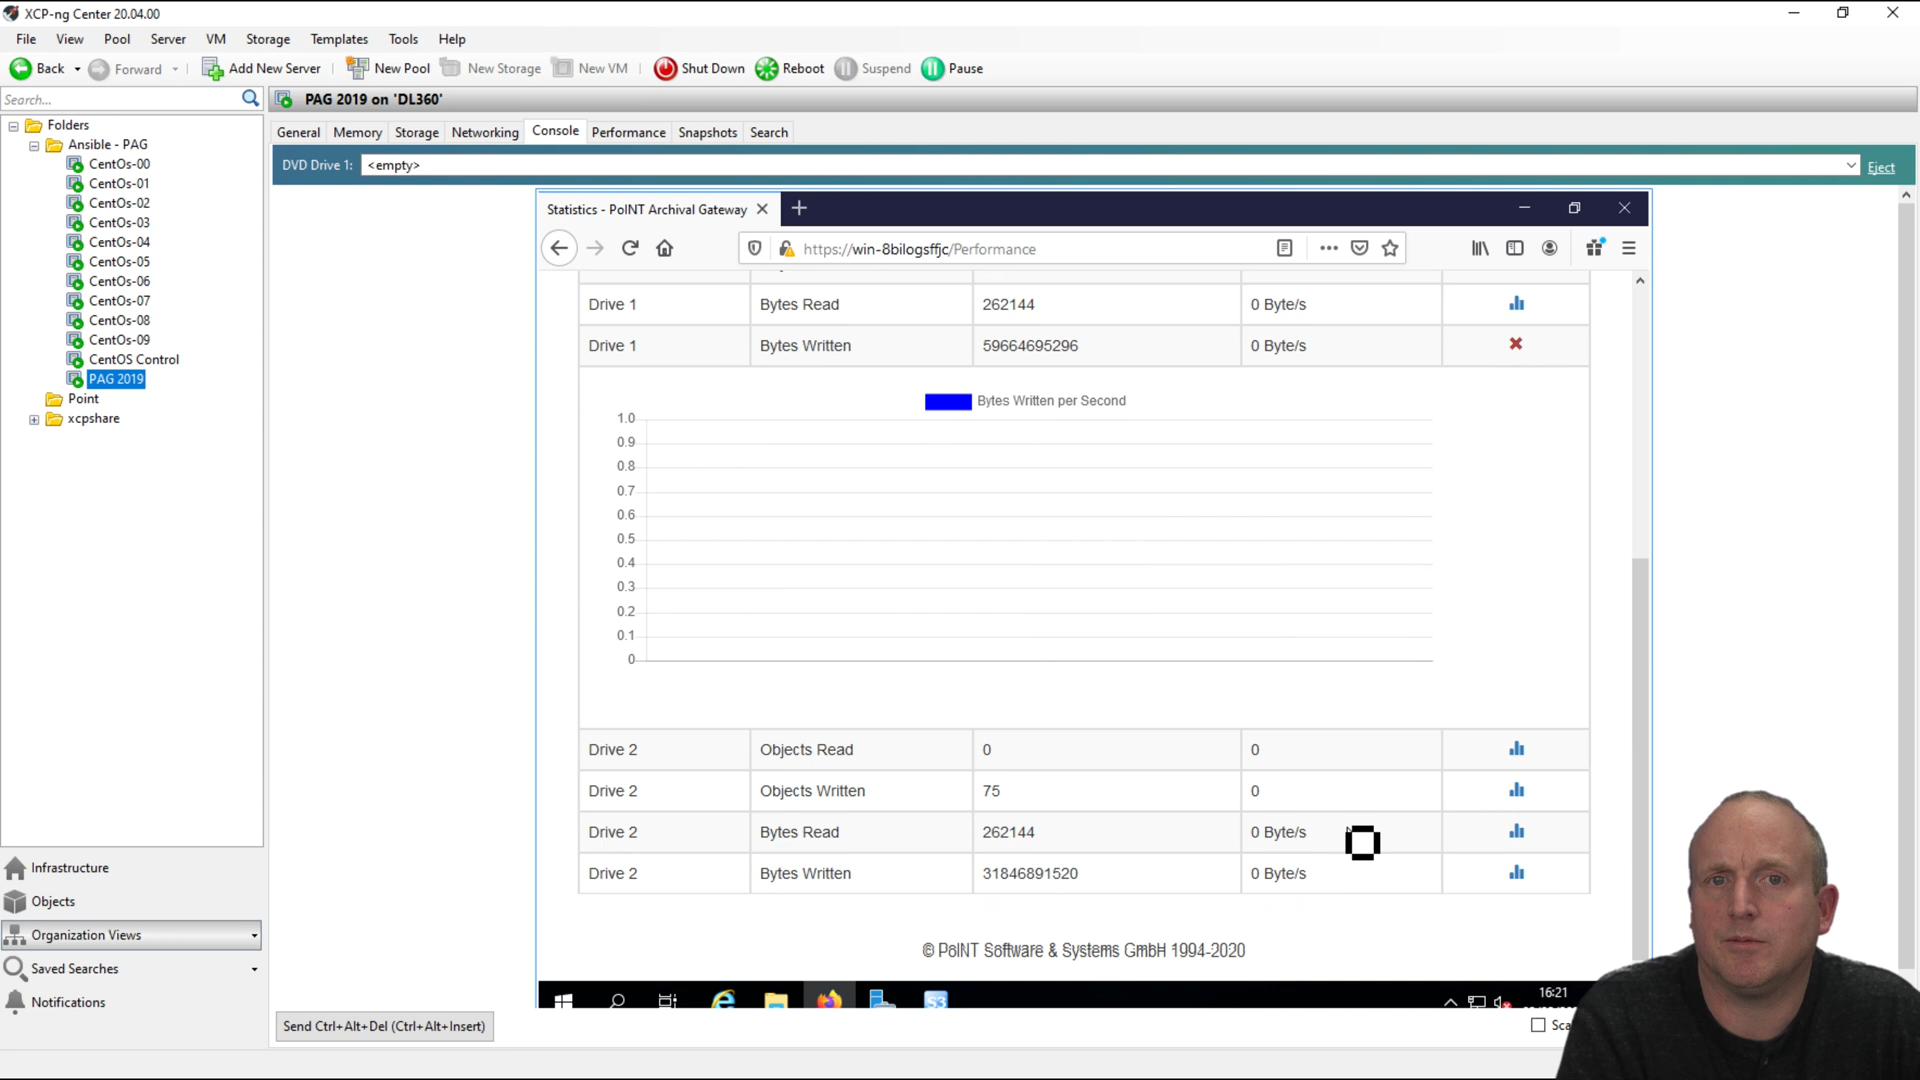 XCP-ng Center 20.04.00
File View Pool Server VM Storage Templates Tools Help
Back Forward Add New Server New Pool New Storage New VM Shut Down Reboot Suspend Pause
Search...
PAG 2019 on 'DL360'
General Memory Storage Networking Console Performance Snapshots Search
DVD Drive 1: <empty> Eject
Folders
Ansible - PAG
CentOs-00
CentOs-01
CentOs-02
CentOs-03
CentOs-04
CentOs-05
CentOs-06
CentOs-07
CentOs-08
CentOs-09
CentOS Control
PAG 2019
Point
xcpshare
Infrastructure
Objects
Organization Views
Saved Searches
Notifications
Statistics - PoINT Archival Gateway
https://win-8bilogsffjc/Performance
Drive 1 Bytes Read 262144 0 Byte/s
Drive 1 Bytes Written 59664695296 0 Byte/s
Bytes Written per Second
1.0
0.9
0.8
0.7
0.6
0.5
0.4
0.3
0.2
0.1
0
Drive 2 Objects Read 0 0
Drive 2 Objects Written 75 0
Drive 2 Bytes Read 262144 0 Byte/s
Drive 2 Bytes Written 31846891520 0 Byte/s
© PoINT Software & Systems GmbH 1994-2020
S3
16:21
Send Ctrl+Alt+Del (Ctrl+Alt+Insert)